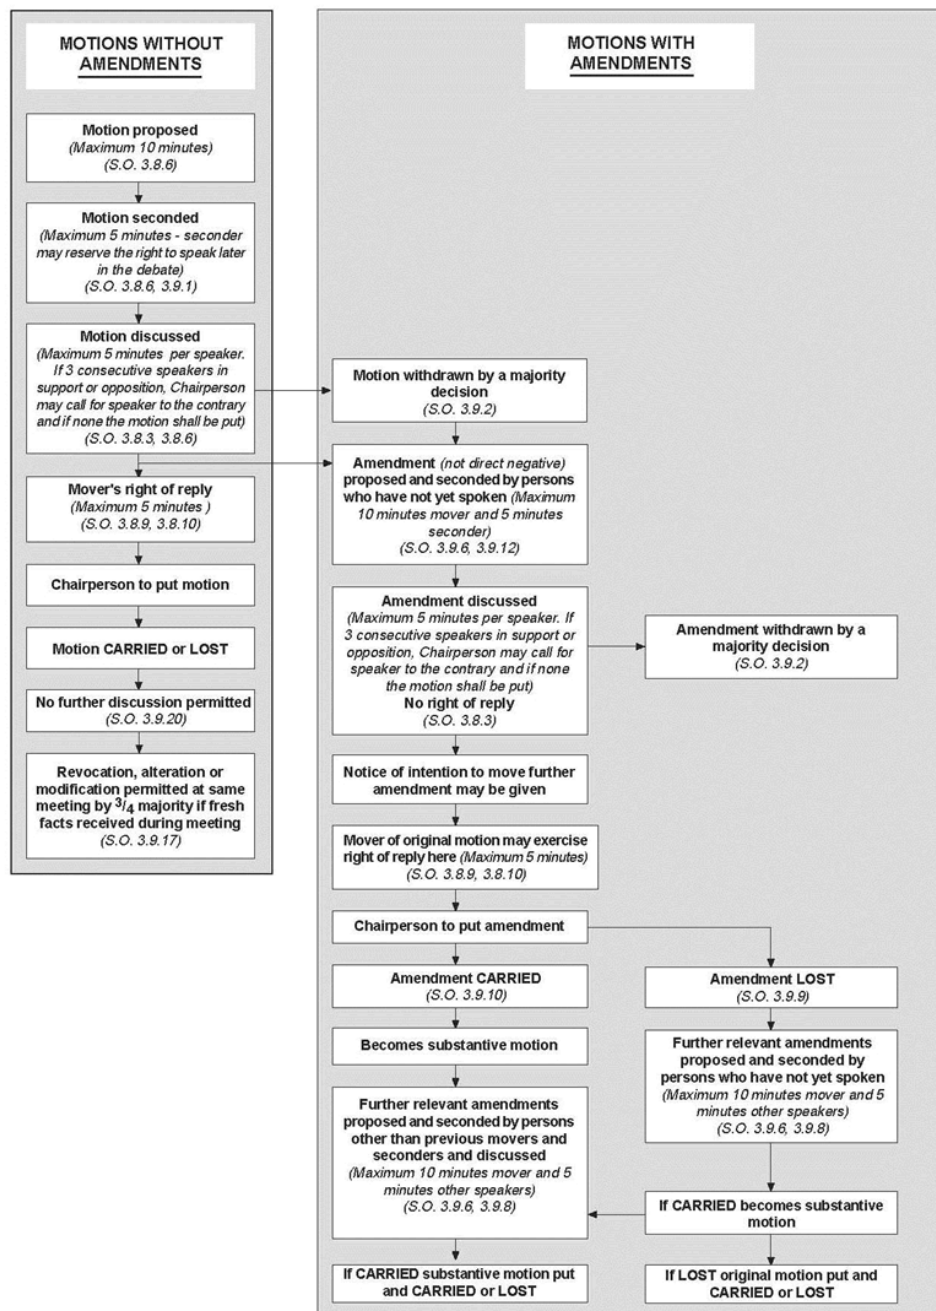 MOTIONS WITHOUT
AMENDMENTS
Motion proposed
(Maximum 10 minutes)
(S.O. 3.8.6)
Motion seconded
(Maximum 5 minutes - seconder
may reserve the right to speak later
in the debate)
(S.O. 3.8.6, 3.9.1)
Motion discussed
(Maximum 5 minutes per speaker.
If 3 consecutive speakers in
support or opposition, Chairperson
may call for speaker to the contrary
and if none the motion shall be put)
(S.O. 3.8.3, 3.8.6)
Mover's right of reply
(Maximum 5 minutes )
(S.O. 3.8.9, 3.8.10)
Chairperson to put motion
Motion CARRIED or LOST
No further discussion permitted
(S.O. 3.9.20)
Revocation, alteration or
modification permitted at same
meeting by 3/4 majority if fresh
facts received during meeting
(S.O. 3.9.17)
MOTIONS WITH
AMENDMENTS
Motion withdrawn by a majority
decision
(S.O. 3.9.2)
Amendment (not direct negative)
proposed and seconded by persons
who have not yet spoken (Maximum
10 minutes mover and 5 minutes
seconder)
(S.O. 3.9.6, 3.9.12)
Amendment discussed
(Maximum 5 minutes per speaker. If
3 consecutive speakers in support or
opposition, Chairperson may call for
speaker to the contrary and if none
the motion shall be put)
No right of reply
(S.O. 3.8.3)
Amendment withdrawn by a
majority decision
(S.O. 3.9.2)
Notice of intention to move further
amendment may be given
Mover of original motion may exercise
right of reply here (Maximum 5 minutes)
(S.O. 3.8.9, 3.8.10)
Chairperson to put amendment
Amendment CARRIED
(S.O. 3.9.10)
Becomes substantive motion
Further relevant amendments
proposed and seconded by persons
other than previous movers and
seconders and discussed
(Maximum 10 minutes mover and 5
minutes other speakers)
(S.O. 3.9.6, 3.9.8)
If CARRIED substantive motion put
and CARRIED or LOST
Amendment LOST
(S.O. 3.9.9)
Further relevant amendments
proposed and seconded by
persons who have not yet spoken
(Maximum 10 minutes mover and 5
minutes other speakers)
(S.O. 3.9.6, 3.9.8)
If CARRIED becomes substantive
motion
If LOST original motion put and
CARRIED or LOST